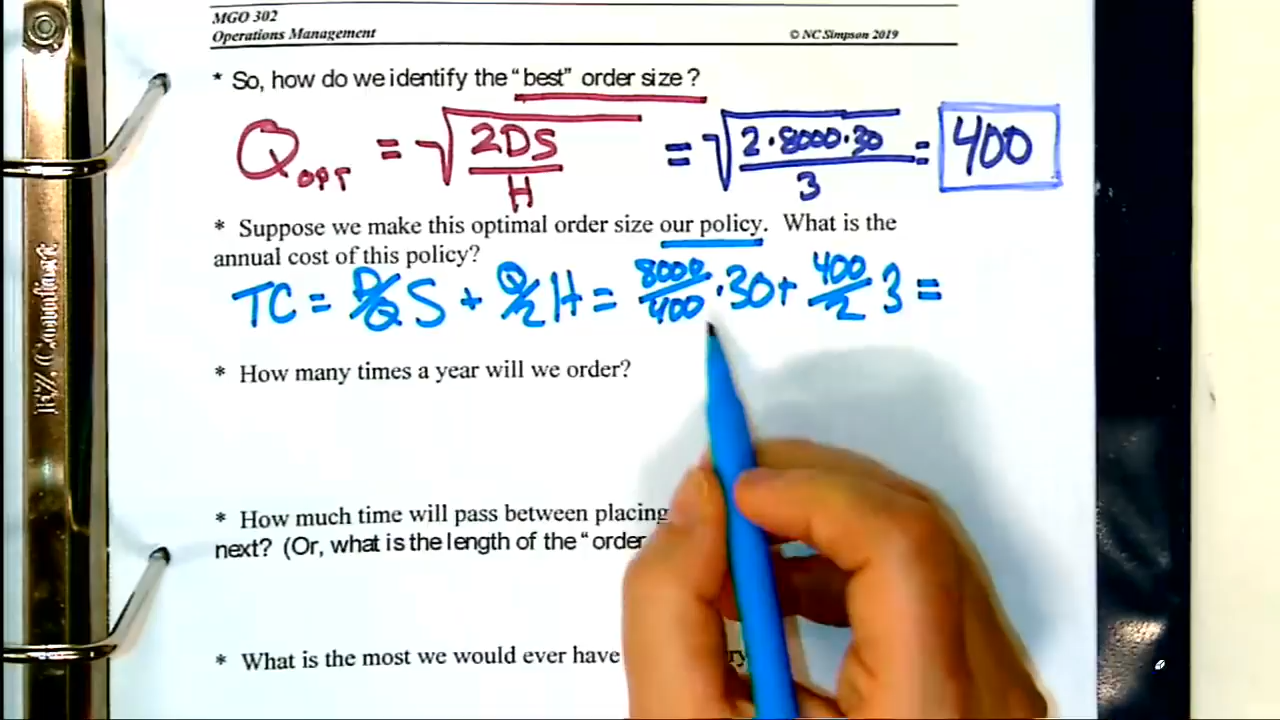 MGO 302
Operations Management © NC Simpson 2019
* So, how do we identify the “best” order size?
Q OPT = √2DS/H = √2·8000·30/3 = 400
* Suppose we make this optimal order size our policy. What is the
annual cost of this policy?
TC = D/Q S + Q/2 H = 8000/400 · 30 + 400/2 3 =
* How many times a year will we order?
* How much time will pass between placing
next? (Or, what is the length of the “order
* What is the most we would ever have
EZ Comfort